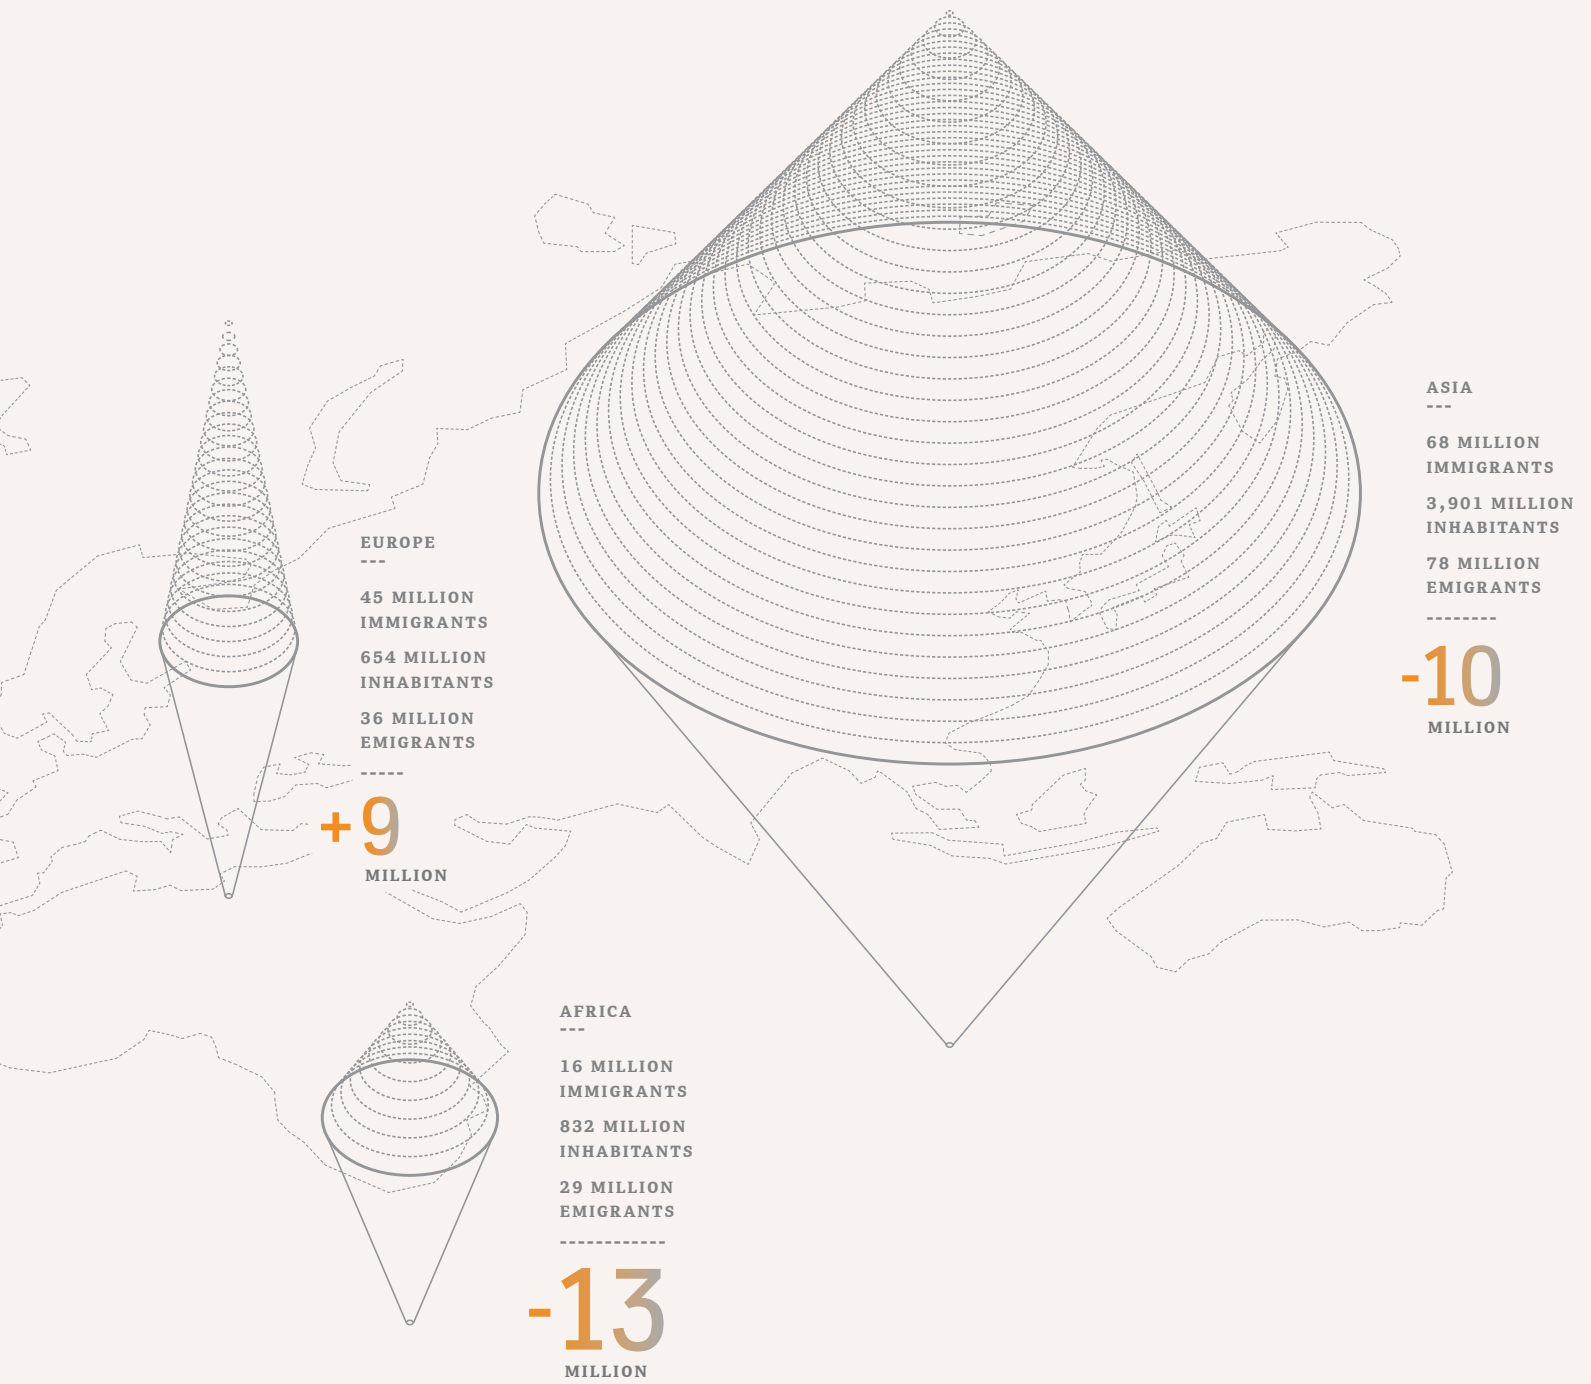 EUROPE
45 MILLION
IMMIGRANTS
654 MILLION
INHABITANTS
36 MILLION
EMIGRANTS
+9
MILLION
ASIA
68 MILLION
IMMIGRANTS
3,901 MILLION
INHABITANTS
78 MILLION
EMIGRANTS
-10
MILLION
AFRICA
16 MILLION
IMMIGRANTS
832 MILLION
INHABITANTS
29 MILLION
EMIGRANTS
-13
MILLION